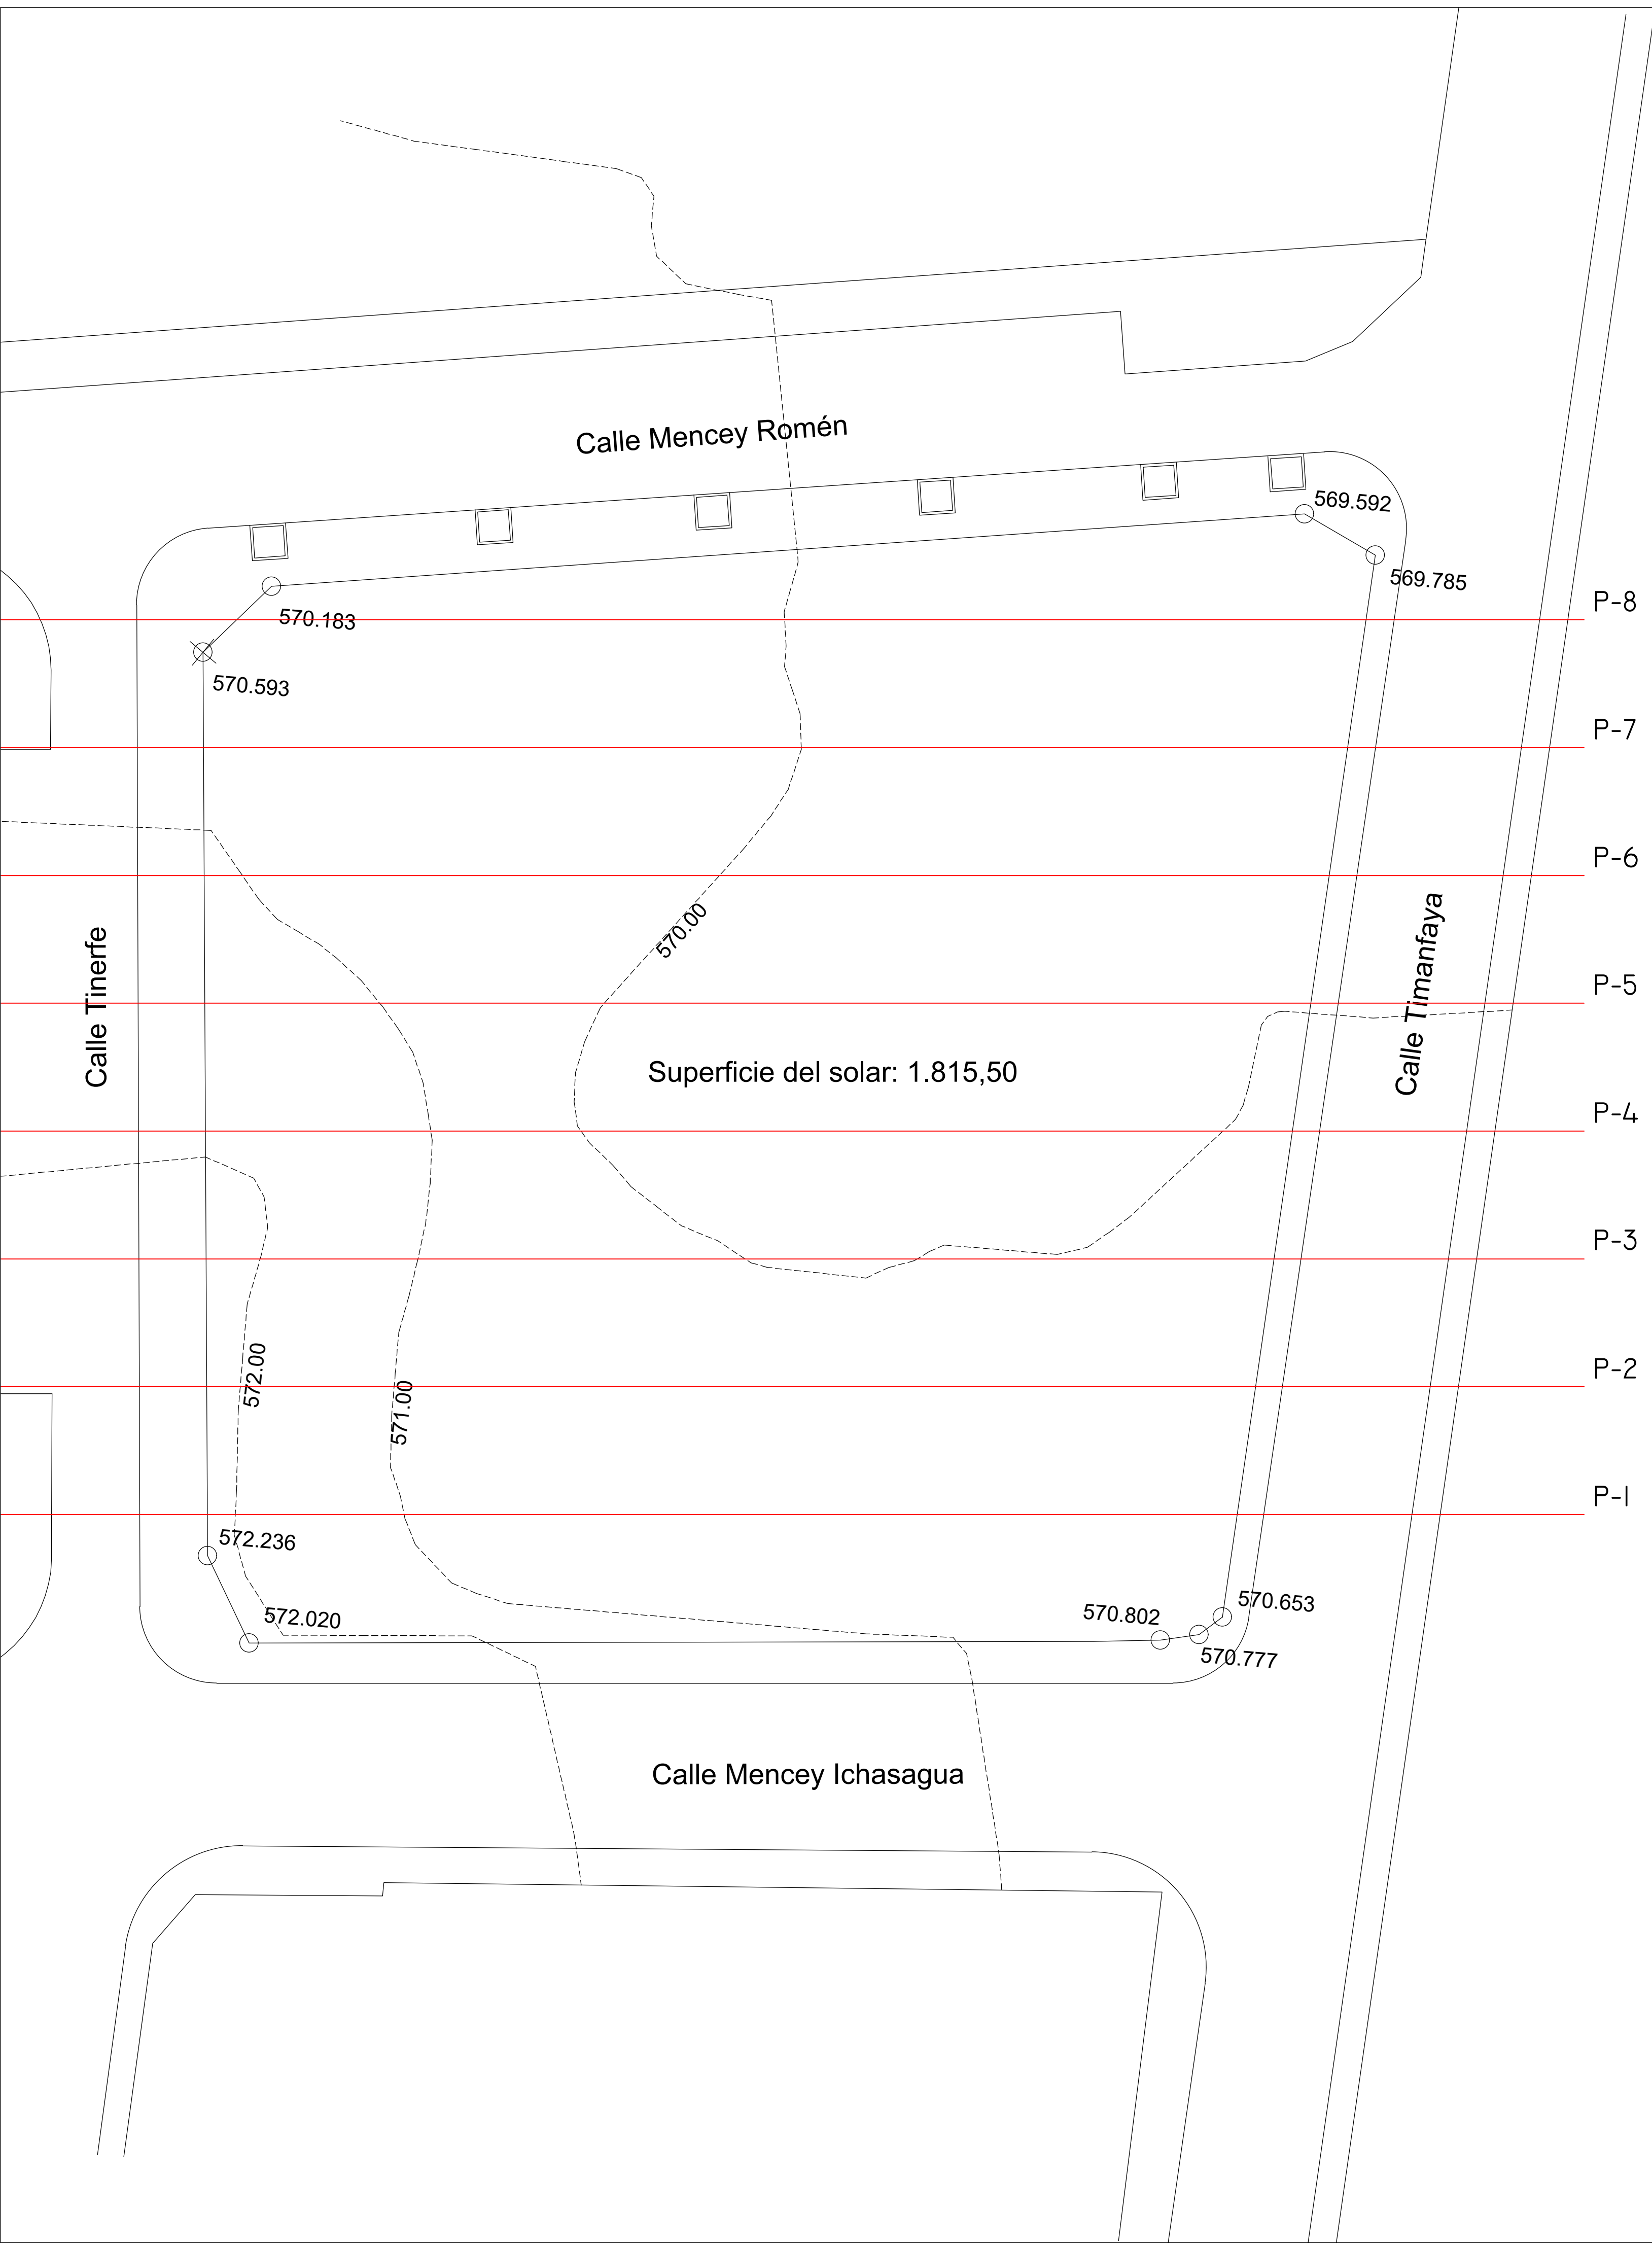 Calle Mencey Romén
569.592
569.785
P-8
570.183
570.593
P-7
P-6
570.00
Calle Tinerfe
Calle Timanfaya
P-5
Superficie del solar: 1.815,50
P-4
P-3
P-2
572.00
571.00
P-1
572.236
572.020
570.802
570.653
570.777
Calle Mencey Ichasagua